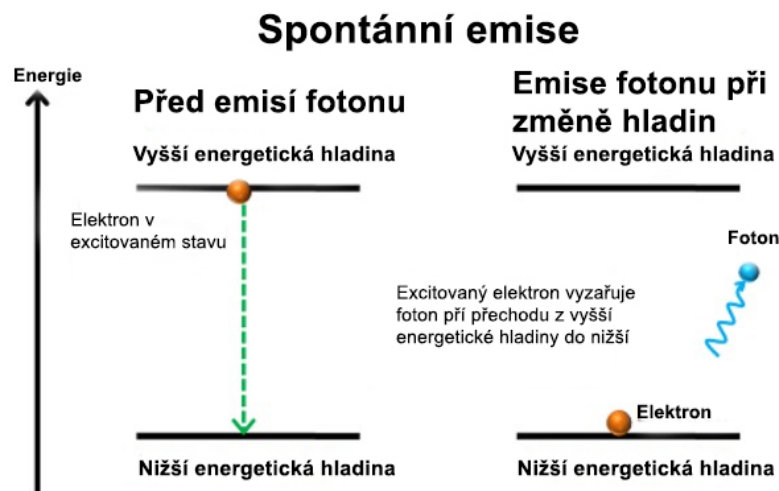 Spontánní emise
Energie
Před emisí fotonu
Vyšší energetická hladina
Elektron v
excitovaném stavu
Nižší energetická hladina
Emise fotonu při
změně hladin
Vyšší energetická hladina
Foton
Excitovaný elektron vyzařuje
foton pří přechodu z vyšší
energetické hladiny do nižší
Elektron
Nižší energetická hladina